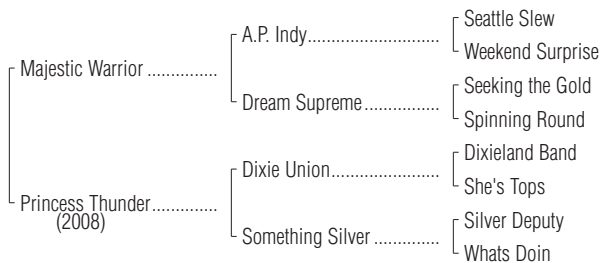 Seattle Slew
A.P. Indy...........................
Weekend Surprise
Majestic Warrior ..............
Seeking the Gold
Dream Supreme...............
Spinning Round
Dixieland Band
Dixie Union......................
She's Tops
Princess Thunder.............
(2008)
Silver Deputy
Something Silver .............
Whats Doin